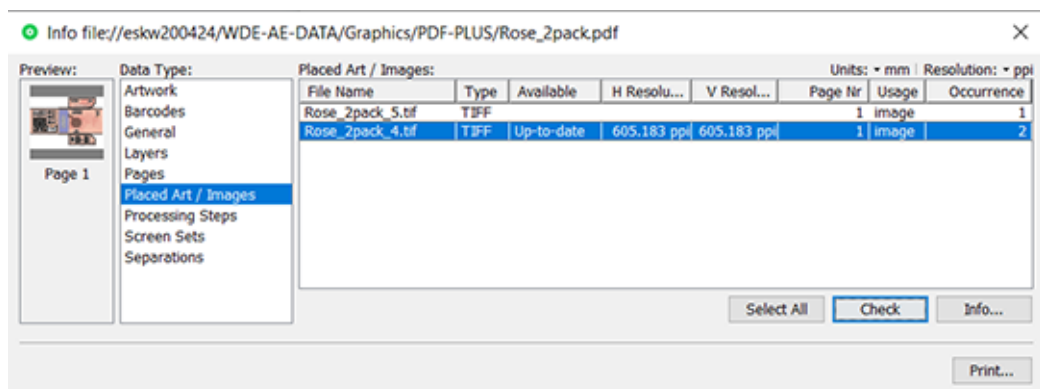 Info file://eskw200424/WDE-AE-DATA/Graphics/PDF-PLUS/Rose_2pack.pdf
Preview: Data Type: Placed Art / Images: Units: mm Resolution: ppi
Artwork File Name Type Available H Resolu... V Resol... Page Nr Usage Occurrence
Barcodes Rose_2pack_5.tif TIFF 1 image 1
General Rose_2pack_4.tif TIFF Up-to-date 605.183 ppi 605.183 ppi 1 image 2
Layers
Page 1 Pages
Placed Art / Images
Processing Steps
Screen Sets
Separations
Select All Check Info...
Print...